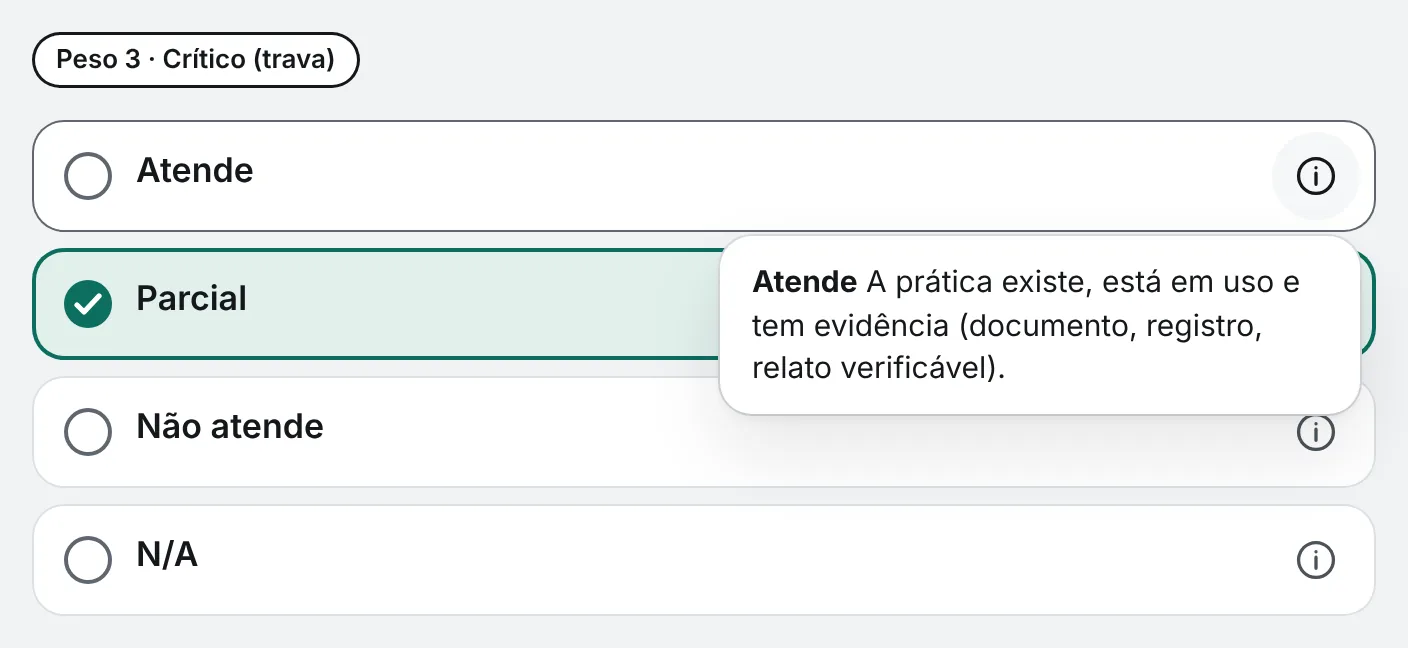 Peso 3 · Crítico (trava)
Atende
Parcial
Atende A prática existe, está em uso e
tem evidência (documento, registro,
relato verificável).
Não atende
N/A